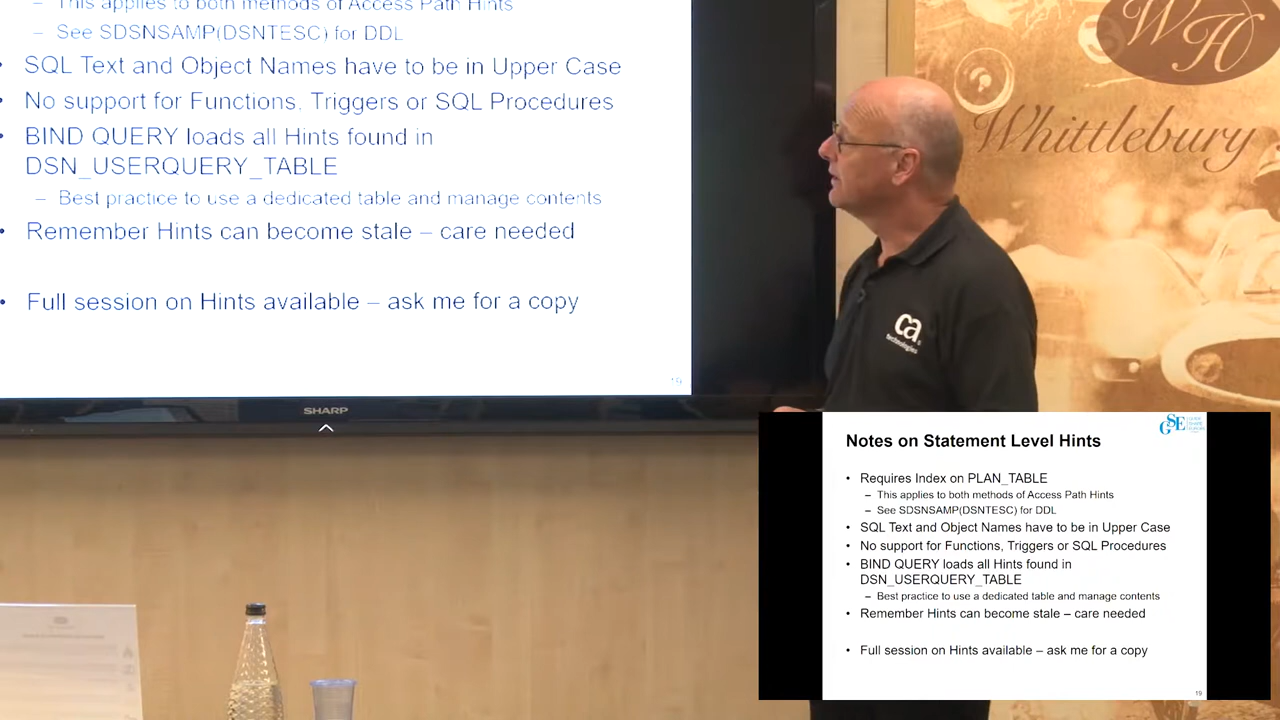 This applies to both methods of Access Path Hints
– See SDSNSAMP(DSNTESC) for DDL
• SQL Text and Object Names have to be in Upper Case
• No support for Functions, Triggers or SQL Procedures
• BIND QUERY loads all Hints found in
DSN_USERQUERY_TABLE
– Best practice to use a dedicated table and manage contents
• Remember Hints can become stale – care needed
• Full session on Hints available – ask me for a copy
19
SHARP
WH
Whittlebury
ca
technologies
GSE
Notes on Statement Level Hints
• Requires Index on PLAN_TABLE
– This applies to both methods of Access Path Hints
– See SDSNSAMP(DSNTESC) for DDL
• SQL Text and Object Names have to be in Upper Case
• No support for Functions, Triggers or SQL Procedures
• BIND QUERY loads all Hints found in
DSN_USERQUERY_TABLE
– Best practice to use a dedicated table and manage contents
• Remember Hints can become stale – care needed
• Full session on Hints available – ask me for a copy
19